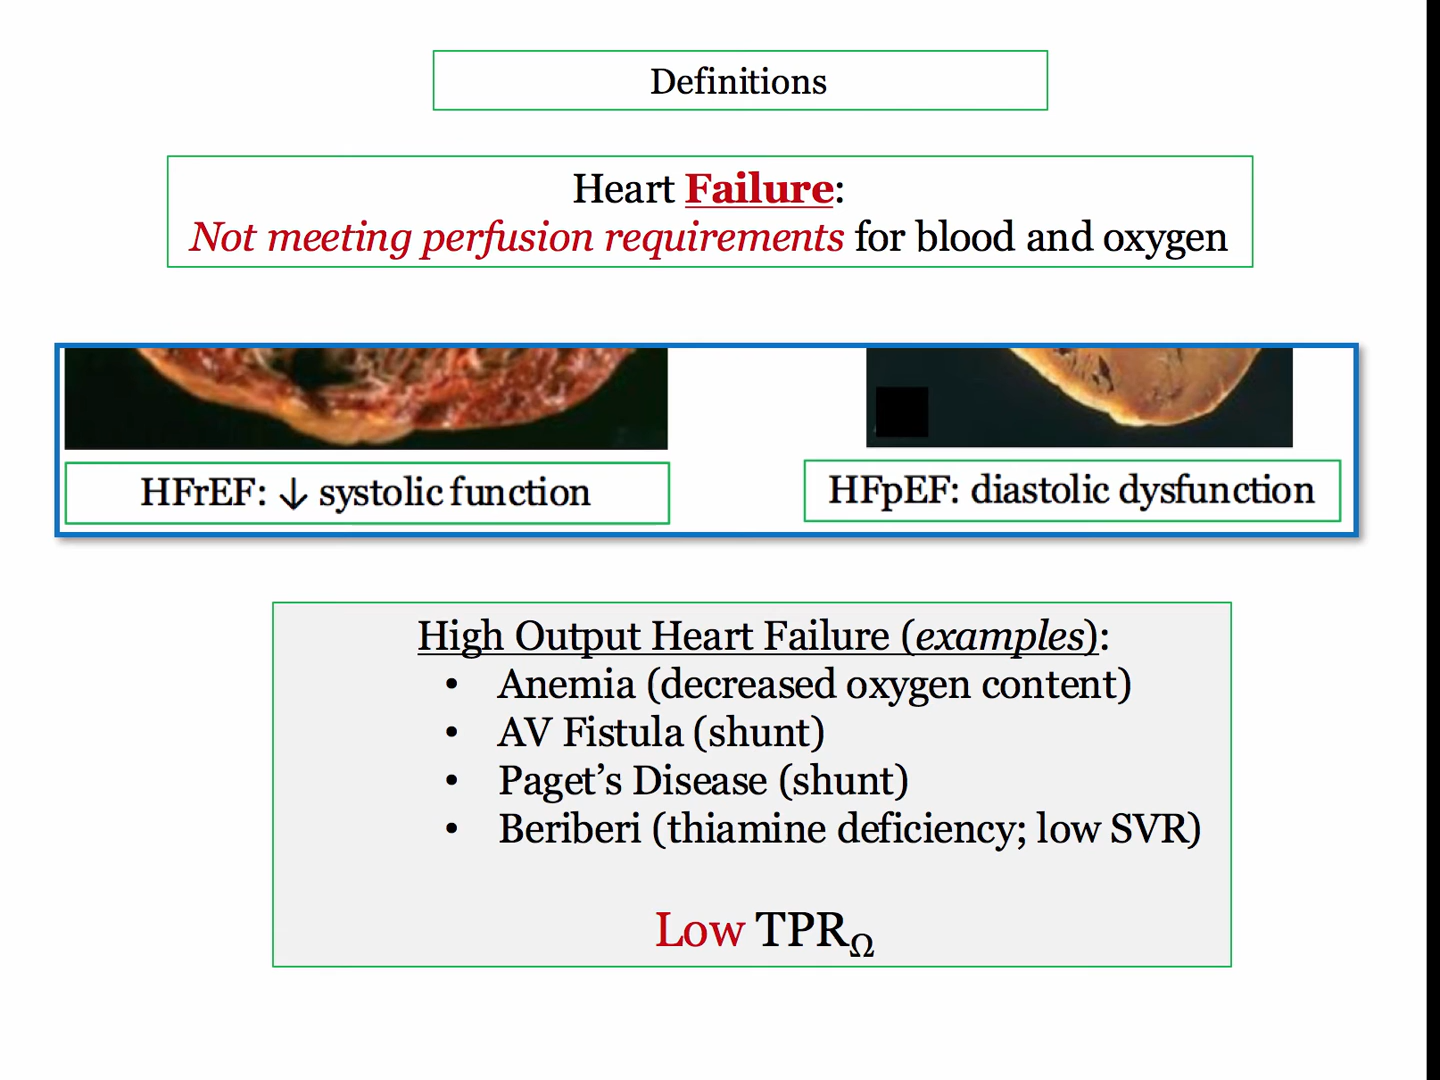 Definitions
Heart Failure:
Not meeting perfusion requirements for blood and oxygen
HFrEF: ↓ systolic function
HFpEF: diastolic dysfunction
High Output Heart Failure (examples):
• Anemia (decreased oxygen content)
• AV Fistula (shunt)
• Paget’s Disease (shunt)
• Beriberi (thiamine deficiency; low SVR)
Low TPRΩ